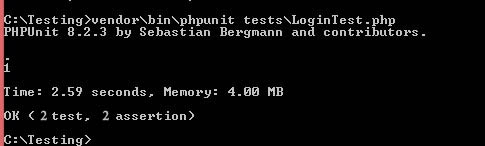 C:\Testing>vendor\bin\phpunit tests\LoginTest.php
PHPUnit 8.2.3 by Sebastian Bergmann and contributors.
.
1
Time: 2.59 seconds, Memory: 4.00 MB
OK (2 test, 2 assertion)
C:\Testing>